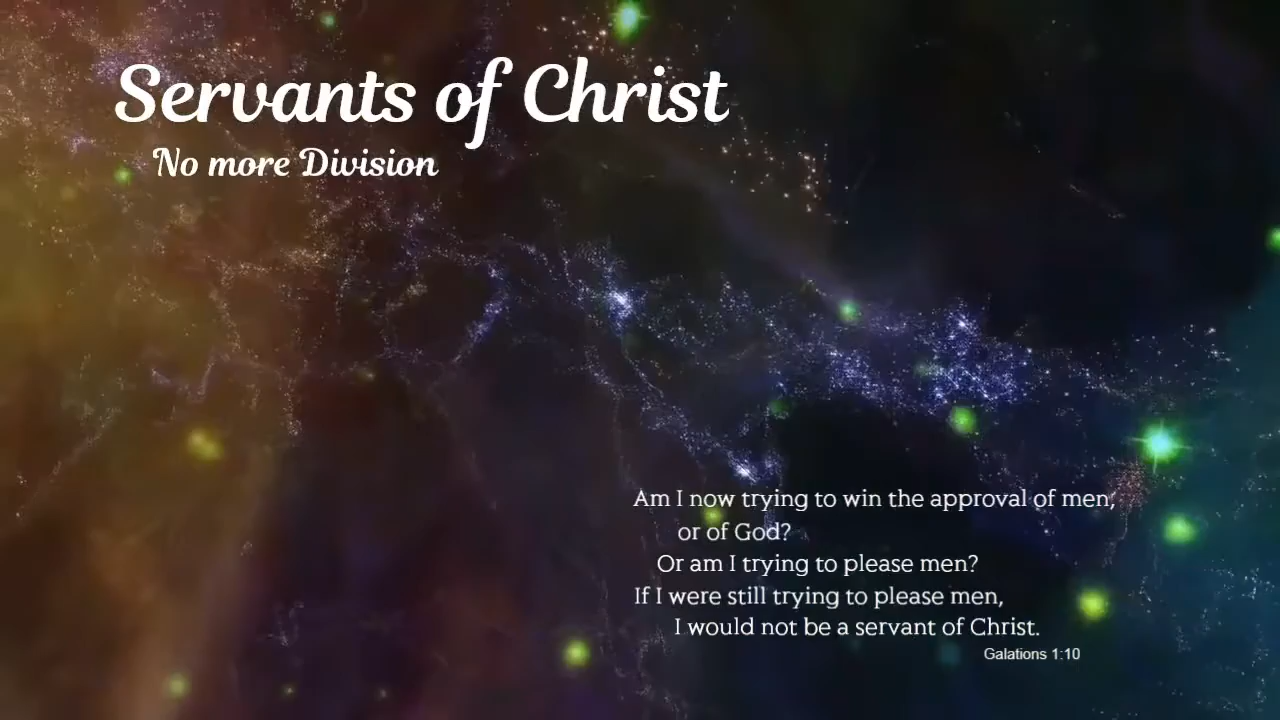 Servants of Christ
No more Division
Am I now trying to win the approval of men,
or of God?
Or am I trying to please men?
If I were still trying to please men,
I would not be a servant of Christ.
Galations 1:10